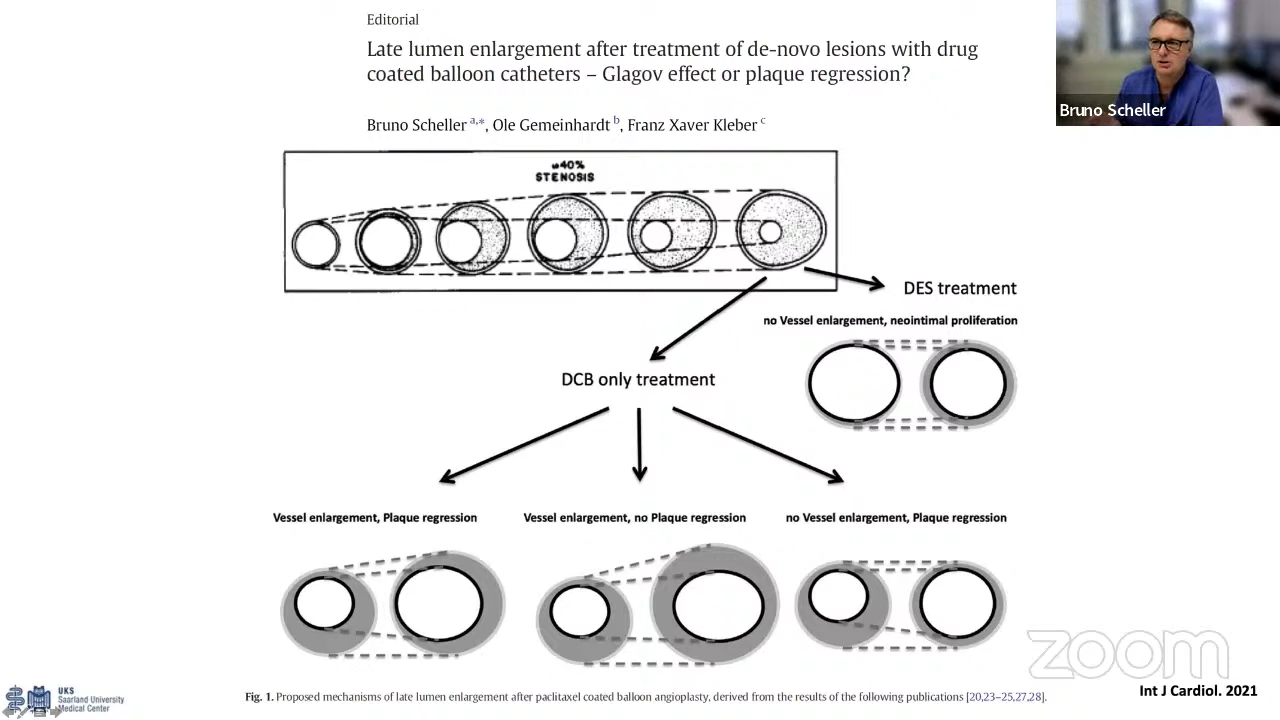 Editorial
Late lumen enlargement after treatment of de-novo lesions with drug
coated balloon catheters – Glagov effect or plaque regression?
Bruno Scheller a,*, Ole Gemeinhardt b, Franz Xaver Kleber c
Bruno Scheller
≈40%
STENOSIS
DES treatment
no Vessel enlargement, neointimal proliferation
DCB only treatment
Vessel enlargement, Plaque regression
Vessel enlargement, no Plaque regression
no Vessel enlargement, Plaque regression
zoom
UKS
Saarland University
Medical Center
Fig. 1. Proposed mechanisms of late lumen enlargement after paclitaxel coated balloon angioplasty, derived from the results of the following publications [20,23–25,27,28].
Int J Cardiol. 2021